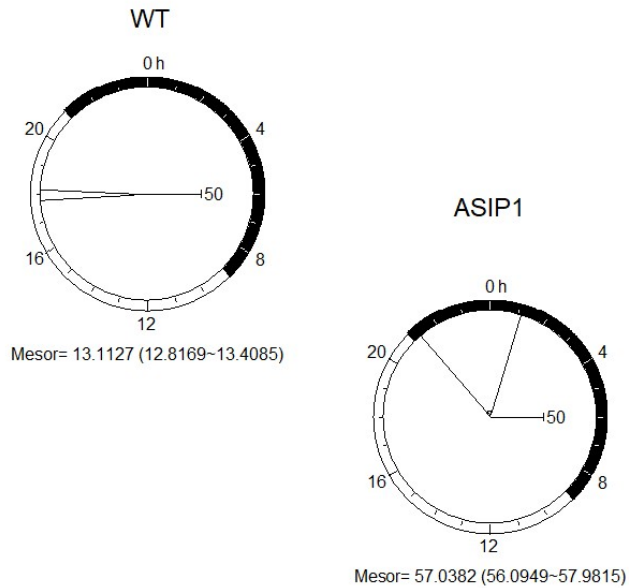 WT
0 h
20
4
50
16
8
12
Mesor= 13.1127 (12.8169~13.4085)
ASIP1
0 h
20
4
50
16
8
12
Mesor= 57.0382 (56.0949~57.9815)